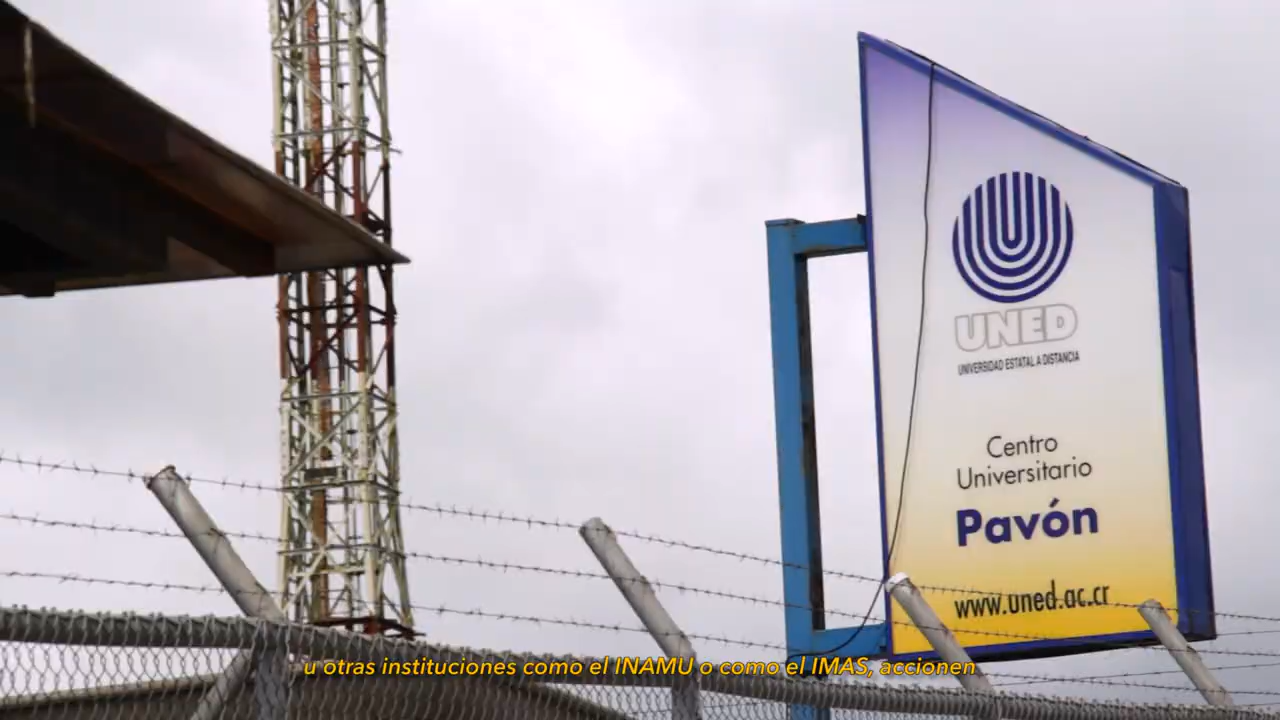 UNED
UNIVERSIDAD ESTATAL A DISTANCIA
Centro
Universitario
Pavón
www.uned.ac.cr
u otras instituciones como el INAMU o como el IMAS, accionen